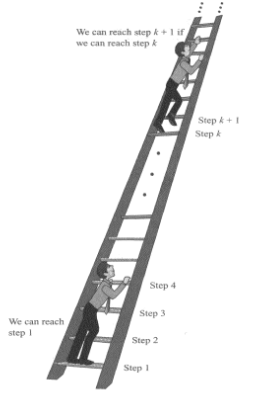 We can reach step k + 1 if
we can reach step k
Step k + 1
Step k
Step 4
Step 3
We can reach
step 1
Step 2
Step 1